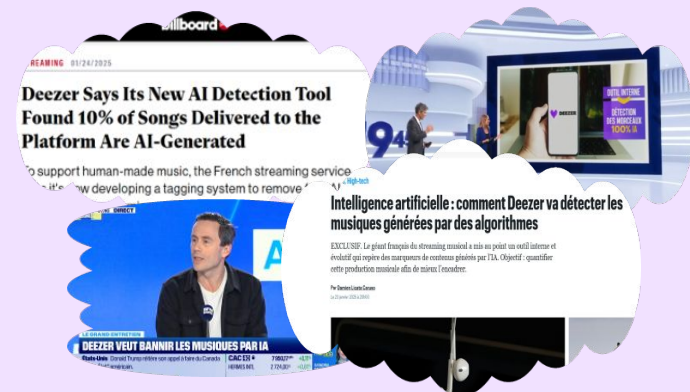 billboard
01/24/2025
Deezer Says Its New AI Detection Tool
Found 10% of Songs Delivered to the
Platform Are AI-Generated
To support human-made music, the French streaming service
developing a tagging system to remove
DEEZER
OUTIL INTERNE
DÉTECTION
DES MORCEAUX
100% IA
High-tech
Intelligence artificielle : comment Deezer va détecter les
musiques générées par des algorithmes
EXCLUSIF. Le géant français du streaming musical a mis au point un outil interne et
évolutif qui repère des marqueurs de contenus générés par l'IA. Objectif : quantifier
cette production musicale afin de mieux l'encadrer.
DIRECT
LE GRAND ENTRETIEN
DEEZER VEUT BANNIR LES MUSIQUES PAR IA
États-Unis Donald Trump réitère son appel à faire du Canada
CAC
HERMES INTL